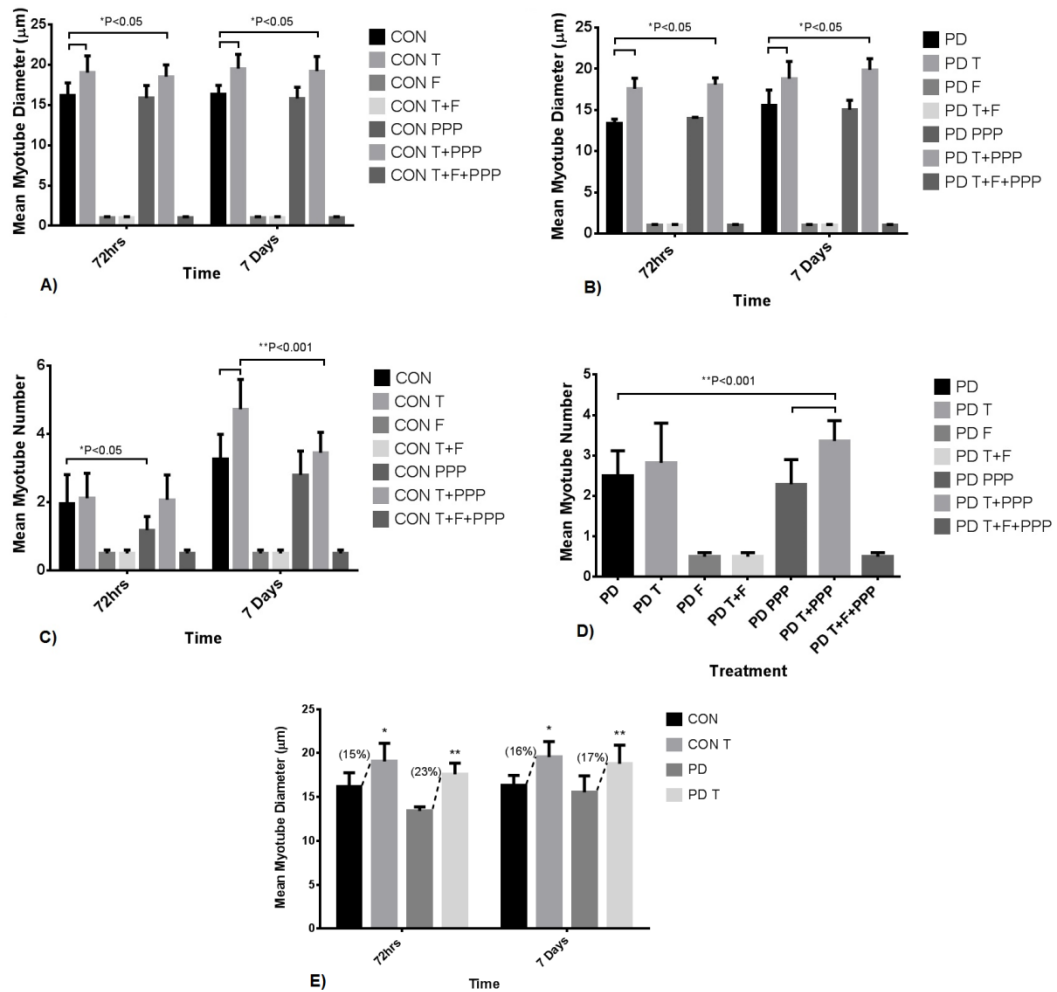 *P<0.05
*P<0.05
25
20
15
10
5
0
Mean Myotube Diameter (μm)
72hrs
7 Days
Time
A)
CON
CON T
CON F
CON T+F
CON PPP
CON T+PPP
CON T+F+PPP
*P<0.05
*P<0.05
25
20
15
10
5
0
Mean Myotube Diameter (μm)
72hrs
7 Days
Time
B)
PD
PD T
PD F
PD T+F
PD PPP
PD T+PPP
PD T+F+PPP
**P<0.001
*P<0.05
6
4
2
0
Mean Myotube Number
72hrs
7 Days
Time
C)
CON
CON T
CON F
CON T+F
CON PPP
CON T+PPP
CON T+F+PPP
**P<0.001
5
4
3
2
1
0
Mean Myotube Number
PD
PD T
PD F
PD T+F
PD PPP
PD T+PPP
PD T+F+PPP
Treatment
D)
PD
PD T
PD F
PD T+F
PD PPP
PD T+PPP
PD T+F+PPP
25
20
15
10
5
0
Mean Myotube Diameter (μm)
(15%)
*
(23%)
**
(16%)
*
(17%)
**
72hrs
7 Days
Time
E)
CON
CON T
PD
PD T